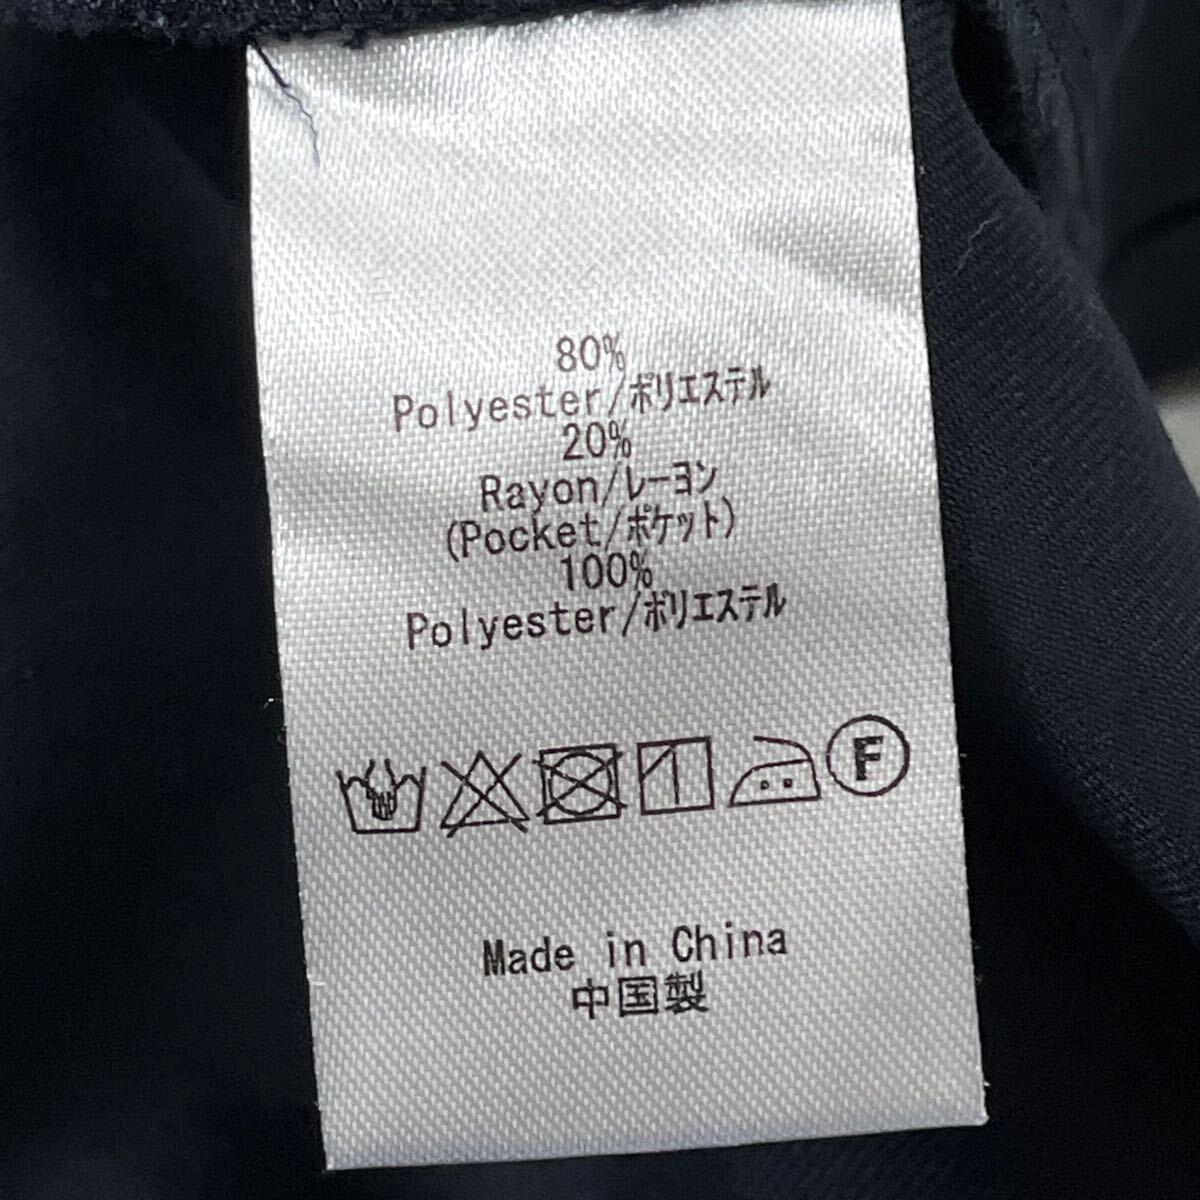 80%
Polyester/ポリエステル
20%
Rayon/レーヨン
(Pocket/ポケット)
100%
Polyester/ポリエステル
F
Made in China
中国製